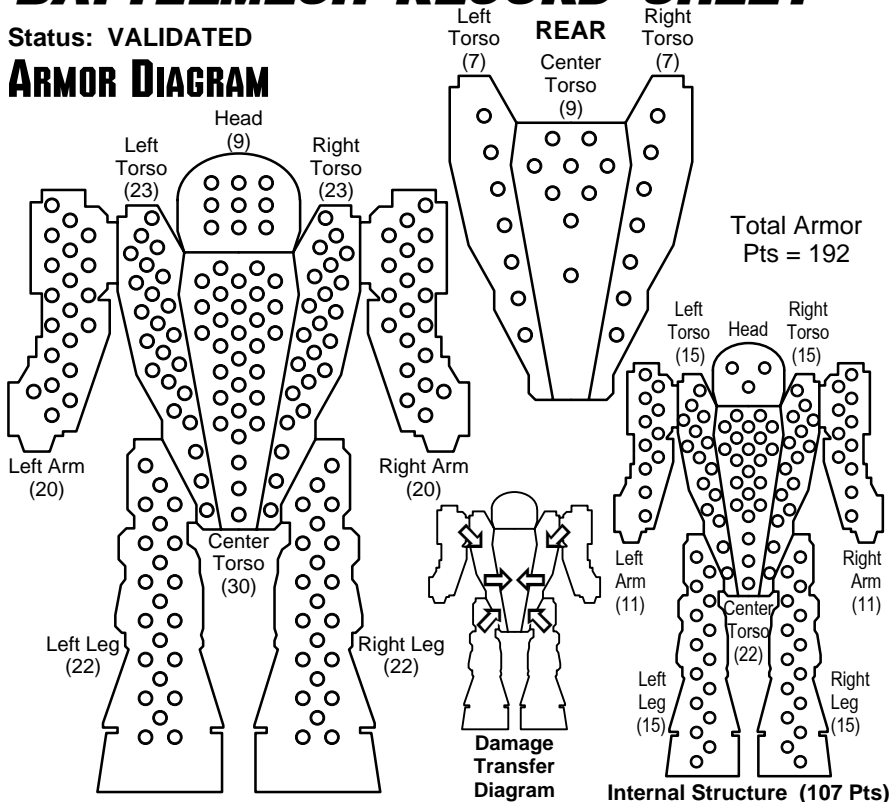 BATTLEMECH RECORD SHEET
Status: VALIDATED
ARMOR DIAGRAM
Left
Torso
(7)
REAR
Right
Torso
(7)
Center
Torso
(9)
Head
(9)
Left
Torso
(23)
Right
Torso
(23)
Total Armor
Pts = 192
Left Arm
(20)
Right Arm
(20)
Center
Torso
(30)
Left Leg
(22)
Right Leg
(22)
Damage
Transfer
Diagram
Left
Torso
(15)
Head
Right
Torso
(15)
Left
Arm
(11)
Right
Arm
(11)
Center
Torso
(22)
Left
Leg
(15)
Right
Leg
(15)
Internal Structure (107 Pts)